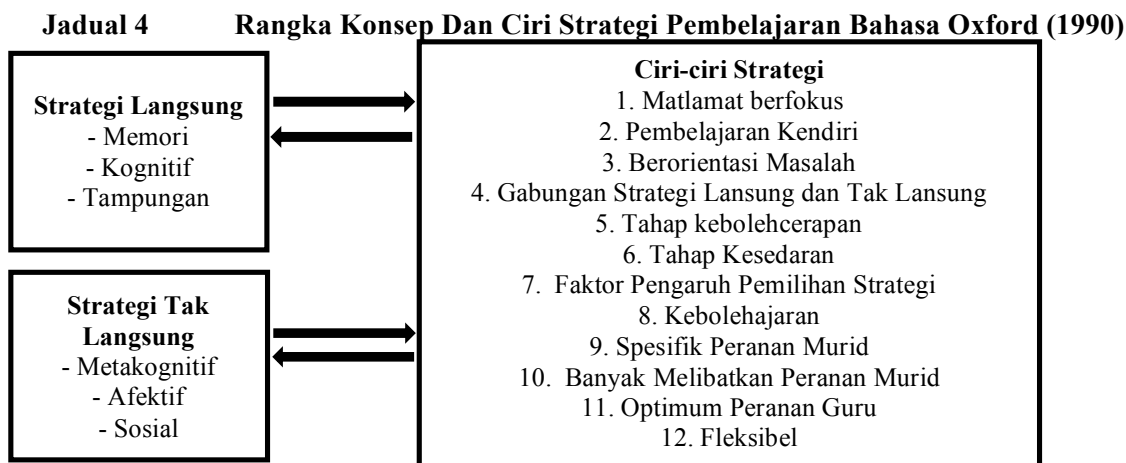 Jadual 4 Rangka Konsep Dan Ciri Strategi Pembelajaran Bahasa Oxford (1990)
Strategi Langsung
- Memori
- Kognitif
- Tampungan
Strategi Tak
Langsung
- Metakognitif
- Afektif
- Sosial
Ciri-ciri Strategi
1. Matlamat berfokus
2. Pembelajaran Kendiri
3. Berorientasi Masalah
4. Gabungan Strategi Lansung dan Tak Lansung
5. Tahap kebolehcerapan
6. Tahap Kesedaran
7. Faktor Pengaruh Pemilihan Strategi
8. Kebolehajaran
9. Spesifik Peranan Murid
10. Banyak Melibatkan Peranan Murid
11. Optimum Peranan Guru
12. Fleksibel